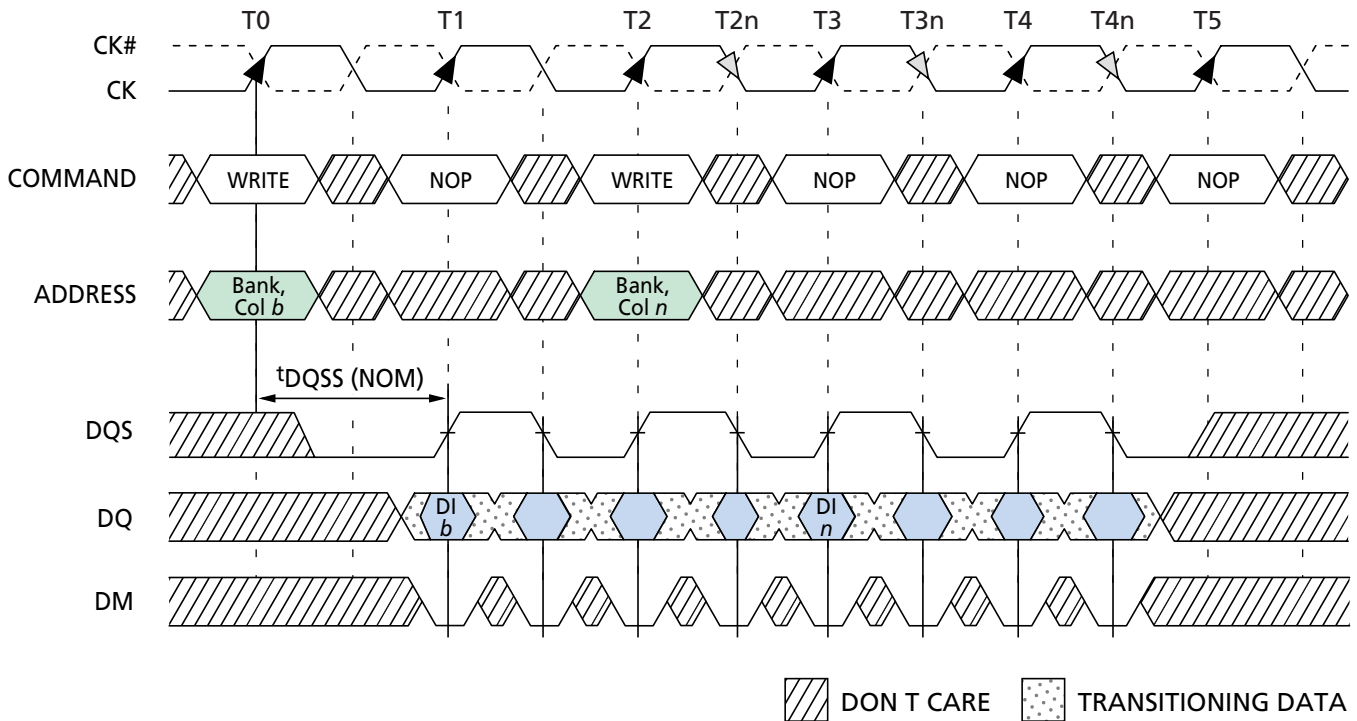 T0 T1 T2 T2n T3 T3n T4 T4n T5
CK#
CK
COMMAND WRITE NOP WRITE NOP NOP NOP
ADDRESS Bank, Col b Bank, Col n
tDQSS (NOM)
DQS
DQ DI b DI n
DM
DON T CARE TRANSITIONING DATA